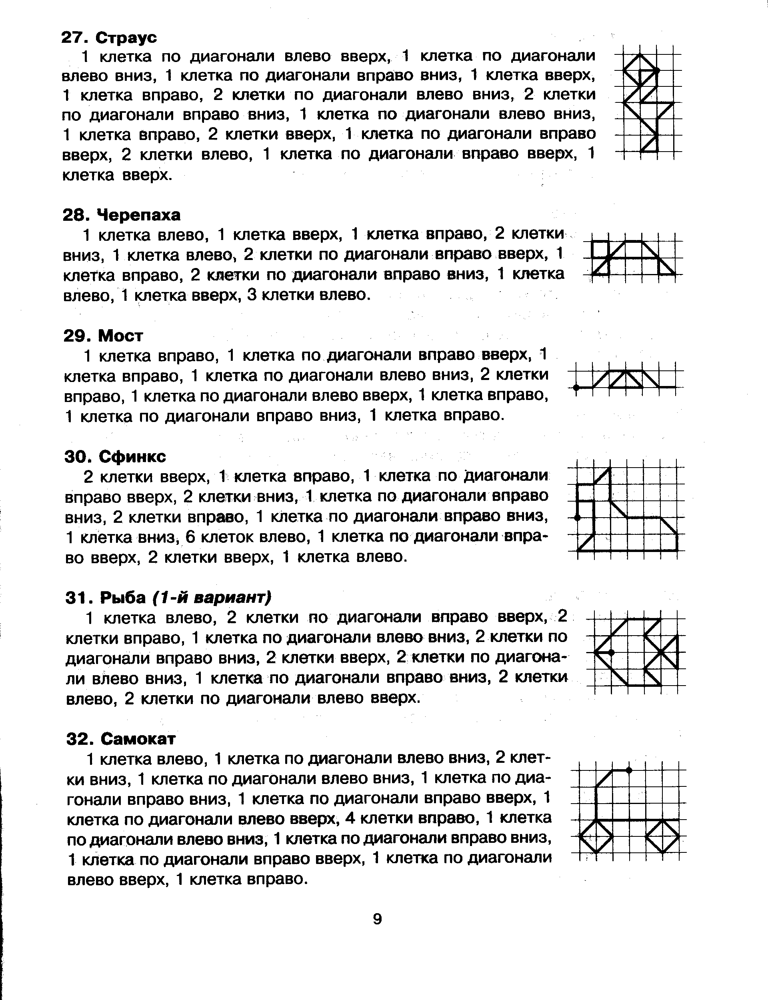 27. Страус
1 клетка по диагонали влево вверх, 1 клетка по диагонали
влево вниз, 1 клетка по диагонали вправо вниз, 1 клетка вверх,
1 клетка вправо, 2 клетки по диагонали влево вниз, 2 клетки
по диагонали вправо вниз, 1 клетка по диагонали влево вниз,
1 клетка вправо, 2 клетки вверх, 1 клетка по диагонали вправо
вверх, 2 клетки влево, 1 клетка по диагонали вправо вверх, 1
клетка вверх.
28. Черепаха
1 клетка влево, 1 клетка вверх, 1 клетка вправо, 2 клетки
вниз, 1 клетка влево, 2 клетки по диагонали вправо вверх, 1
клетка вправо, 2 клетки по диагонали вправо вниз, 1 клетка
влево, 1 клетка вверх, 3 клетки влево.
29. Мост
1 клетка вправо, 1 клетка по диагонали вправо вверх, 1
клетка вправо, 1 клетка по диагонали влево вниз, 2 клетки
вправо, 1 клетка по диагонали влево вверх, 1 клетка вправо,
1 клетка по диагонали вправо вниз, 1 клетка вправо.
30. Сфинкс
2 клетки вверх, 1 клетка вправо, 1 клетка по диагонали
вправо вверх, 2 клетки вниз, 1 клетка по диагонали вправо
вниз, 2 клетки вправо, 1 клетка по диагонали вправо вниз,
1 клетка вниз, 6 клеток влево, 1 клетка по диагонали впра-
во вверх, 2 клетки вверх, 1 клетка влево.
31. Рыба (1-й вариант)
1 клетка влево, 2 клетки по диагонали вправо вверх, 2
клетки вправо, 1 клетка по диагонали влево вниз, 2 клетки по
диагонали вправо вниз, 2 клетки вверх, 2 клетки по диагона-
ли влево вниз, 1 клетка по диагонали вправо вниз, 2 клетки
влево, 2 клетки по диагонали влево вверх.
32. Самокат
1 клетка влево, 1 клетка по диагонали влево вниз, 2 клет-
ки вниз, 1 клетка по диагонали влево вниз, 1 клетка по диа-
гонали вправо вниз, 1 клетка по диагонали вправо вверх, 1
клетка по диагонали влево вверх, 4 клетки вправо, 1 клетка
по диагонали влево вниз, 1 клетка по диагонали вправо вниз,
1 клетка по диагонали вправо вверх, 1 клетка по диагонали
влево вверх, 1 клетка вправо.
9